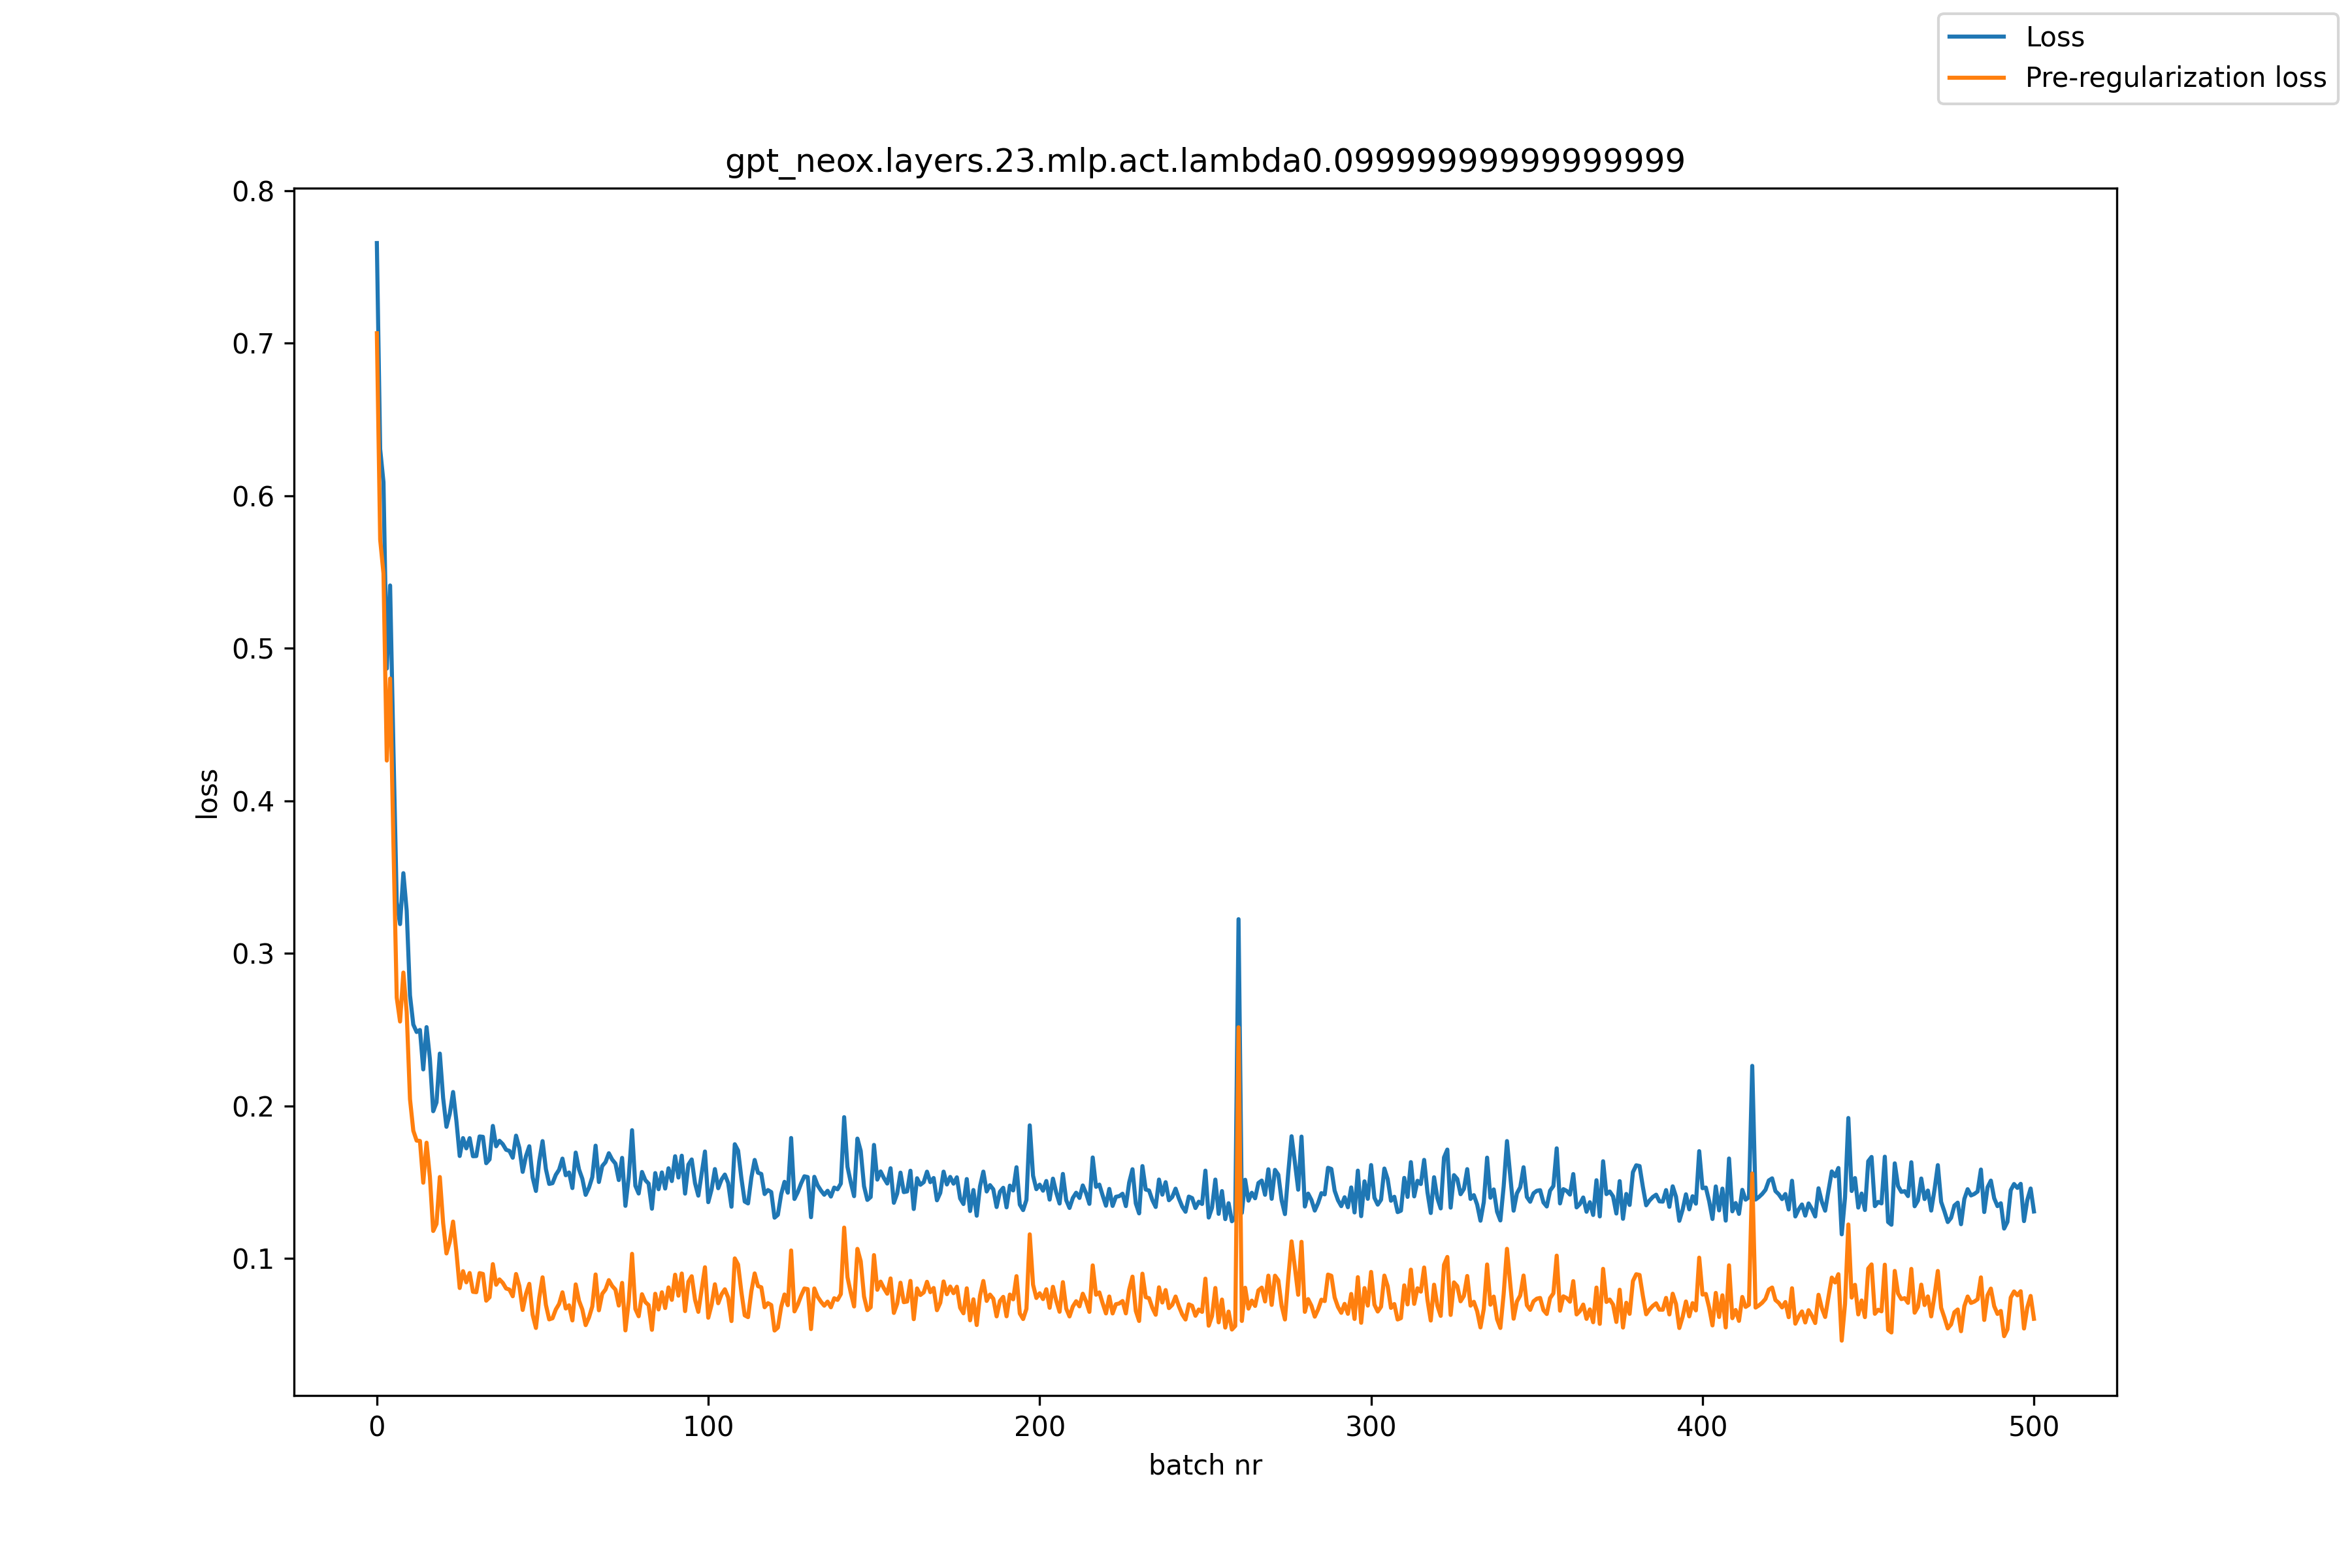 Loss
Pre-regularization loss
gpt_neox.layers.23.mlp.act.lambda0.09999999999999999
0.8
0.7
0.6
0.5
0.4
0.3
0.2
0.1
loss
0 100 200 300 400 500
batch nr